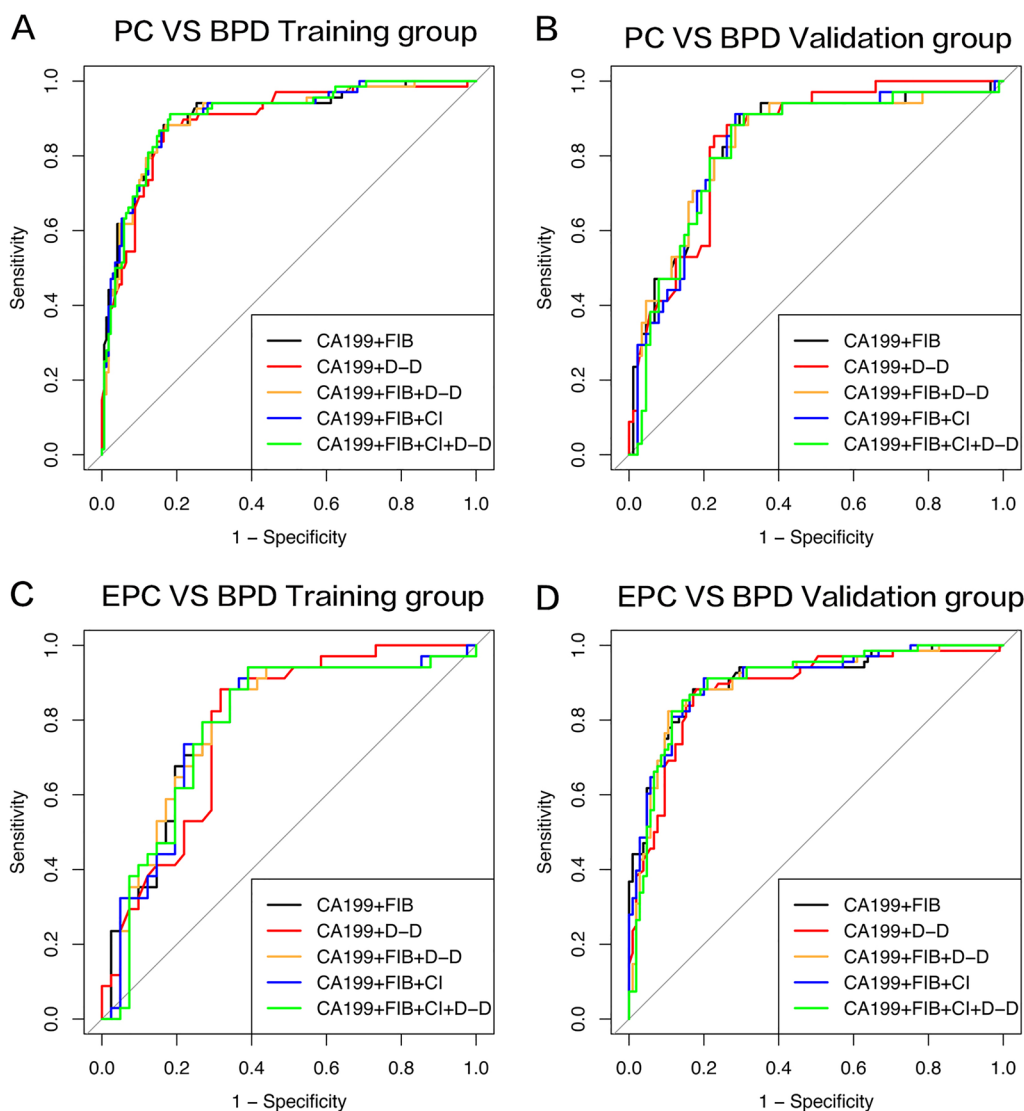 A PC VS BPD Training group
Sensitivity
0.0 0.2 0.4 0.6 0.8 1.0
CA199+FIB
CA199+D–D
CA199+FIB+D–D
CA199+FIB+CI
CA199+FIB+CI+D–D
0.0 0.2 0.4 0.6 0.8 1.0
1 – Specificity
B PC VS BPD Validation group
Sensitivity
0.0 0.2 0.4 0.6 0.8 1.0
CA199+FIB
CA199+D–D
CA199+FIB+D–D
CA199+FIB+CI
CA199+FIB+CI+D–D
0.0 0.2 0.4 0.6 0.8 1.0
1 – Specificity
C EPC VS BPD Training group
Sensitivity
0.0 0.2 0.4 0.6 0.8 1.0
CA199+FIB
CA199+D–D
CA199+FIB+D–D
CA199+FIB+CI
CA199+FIB+CI+D–D
0.0 0.2 0.4 0.6 0.8 1.0
1 – Specificity
D EPC VS BPD Validation group
Sensitivity
0.0 0.2 0.4 0.6 0.8 1.0
CA199+FIB
CA199+D–D
CA199+FIB+D–D
CA199+FIB+CI
CA199+FIB+CI+D–D
0.0 0.2 0.4 0.6 0.8 1.0
1 – Specificity